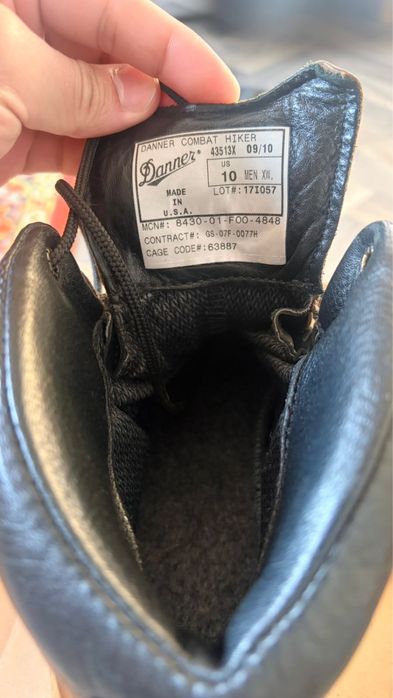 DANNER COMBAT HIKER
Danner® 43513X 09/10
US
10 MEN XW.
MADE LOT#: 17I057
IN
U.S.A.
MCN#: 8430-01-F00-4848
CONTRACT#: GS-07F-0077H
CAGE CODE#: 63887